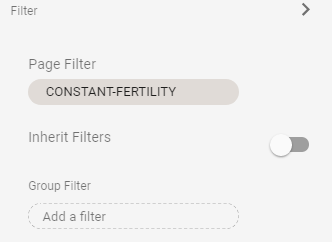 Filter
Page Filter
CONSTANT-FERTILITY
Inherit Filters
Group Filter
Add a filter